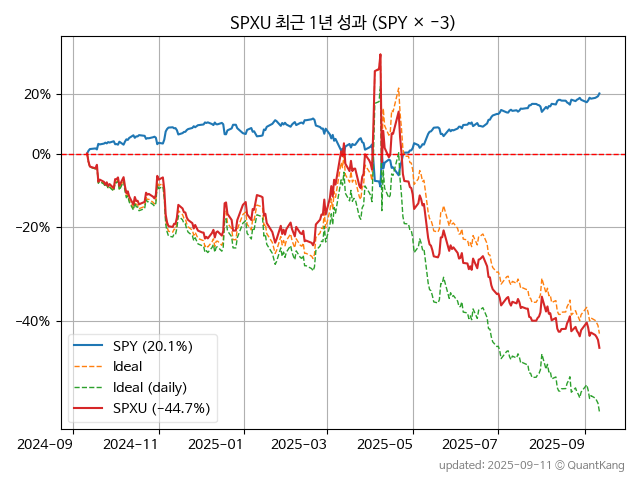 SPXU 최근 1년 성과 (SPY × −3)
20%
0%
−20%
−40%
SPY (20.1%)
Ideal
Ideal (daily)
SPXU (−44.7%)
2024-09
2024-11
2025-01
2025-03
2025-05
2025-07
2025-09
updated: 2025-09-11 © QuantKang